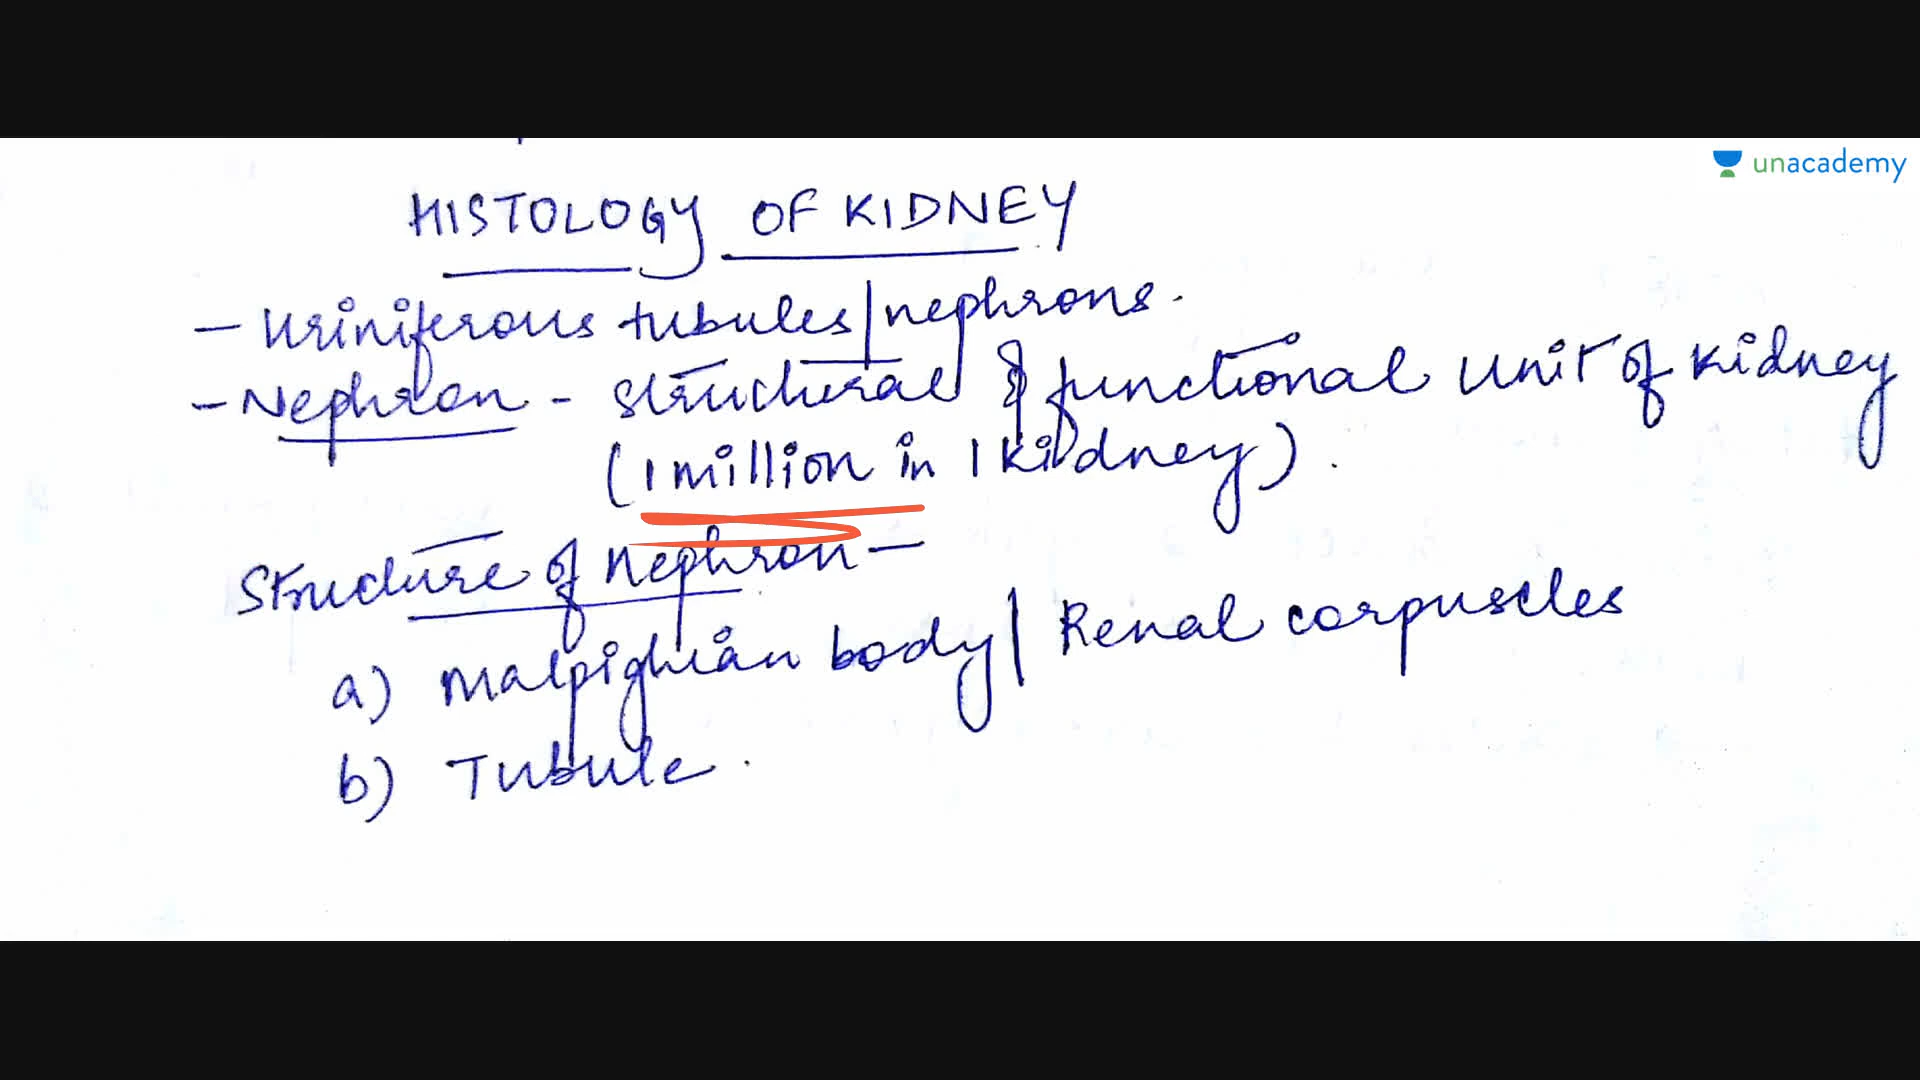 unacademy
HISTOLOGY OF KIDNEY
- Uriniferous tubules/nephrons.
- Nephron - structural & functional unit of kidney
(1 million in 1 kidney).
Structure of nephron -
a) Malpighian body/ Renal corpuscles
b) Tubule.